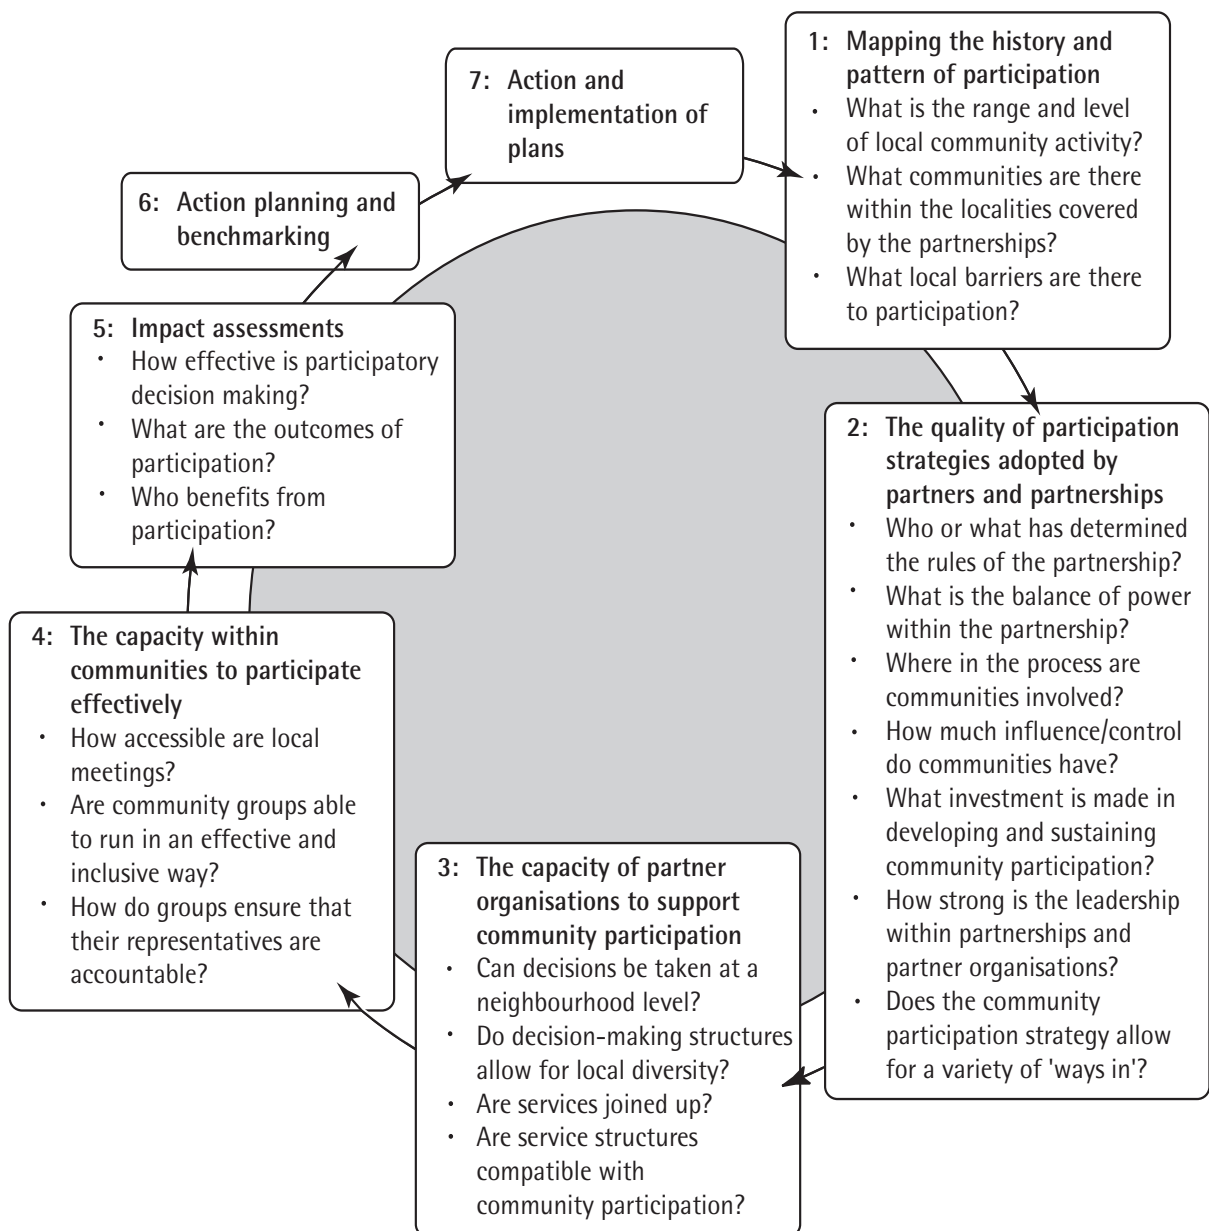 1: Mapping the history and
pattern of participation
· What is the range and level
of local community activity?
· What communities are there
within the localities covered
by the partnerships?
· What local barriers are there
to participation?
2: The quality of participation
strategies adopted by
partners and partnerships
· Who or what has determined
the rules of the partnership?
· What is the balance of power
within the partnership?
· Where in the process are
communities involved?
· How much influence/control
do communities have?
· What investment is made in
developing and sustaining
community participation?
· How strong is the leadership
within partnerships and
partner organisations?
· Does the community
participation strategy allow
for a variety of 'ways in'?
3: The capacity of partner
organisations to support
community participation
· Can decisions be taken at a
neighbourhood level?
· Do decision-making structures
allow for local diversity?
· Are services joined up?
· Are service structures
compatible with
community participation?
4: The capacity within
communities to participate
effectively
· How accessible are local
meetings?
· Are community groups able
to run in an effective and
inclusive way?
· How do groups ensure that
their representatives are
accountable?
5: Impact assessments
· How effective is participatory
decision making?
· What are the outcomes of
participation?
· Who benefits from
participation?
6: Action planning and
benchmarking
7: Action and
implementation of
plans